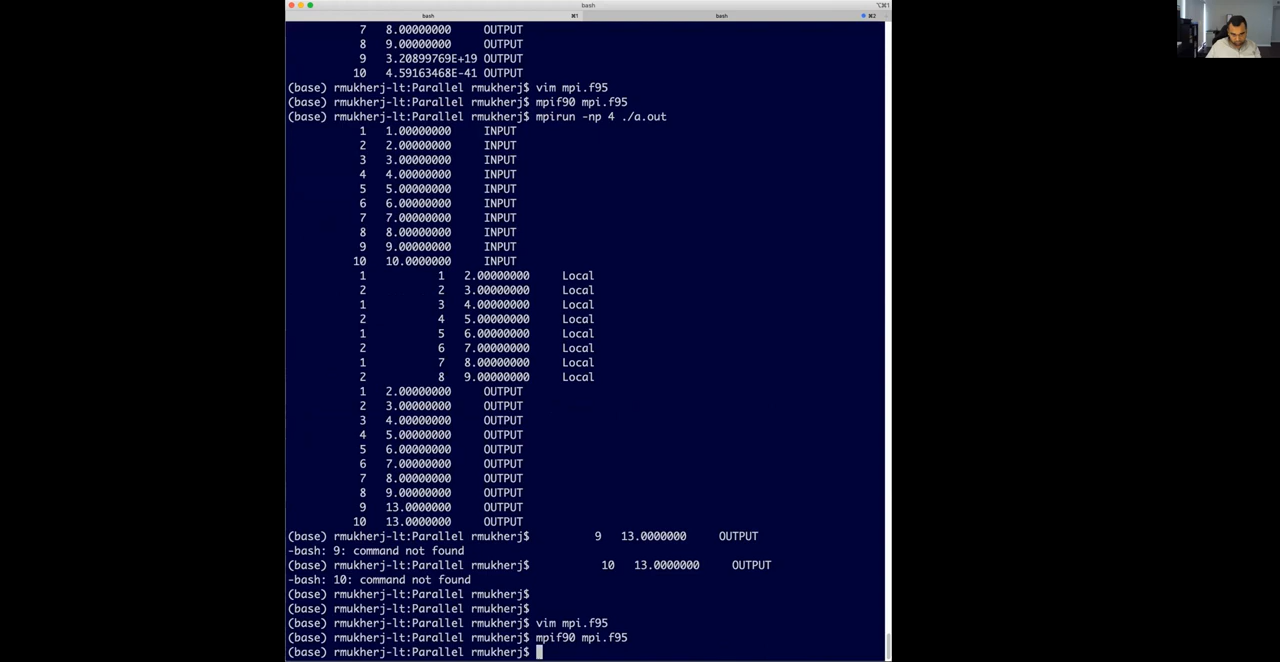 bash
⌥⌘1
bash ⌘1 bash ⌘2
7 8.00000000 OUTPUT
8 9.00000000 OUTPUT
9 3.20899769E+19 OUTPUT
10 4.59163468E-41 OUTPUT
(base) rmukherj-lt:Parallel rmukherj$ vim mpi.f95
(base) rmukherj-lt:Parallel rmukherj$ mpif90 mpi.f95
(base) rmukherj-lt:Parallel rmukherj$ mpirun -np 4 ./a.out
1 1.00000000 INPUT
2 2.00000000 INPUT
3 3.00000000 INPUT
4 4.00000000 INPUT
5 5.00000000 INPUT
6 6.00000000 INPUT
7 7.00000000 INPUT
8 8.00000000 INPUT
9 9.00000000 INPUT
10 10.0000000 INPUT
1 1 2.00000000 Local
2 2 3.00000000 Local
1 3 4.00000000 Local
2 4 5.00000000 Local
1 5 6.00000000 Local
2 6 7.00000000 Local
1 7 8.00000000 Local
2 8 9.00000000 Local
1 2.00000000 OUTPUT
2 3.00000000 OUTPUT
3 4.00000000 OUTPUT
4 5.00000000 OUTPUT
5 6.00000000 OUTPUT
6 7.00000000 OUTPUT
7 8.00000000 OUTPUT
8 9.00000000 OUTPUT
9 13.0000000 OUTPUT
10 13.0000000 OUTPUT
(base) rmukherj-lt:Parallel rmukherj$ 9 13.0000000 OUTPUT
-bash: 9: command not found
(base) rmukherj-lt:Parallel rmukherj$ 10 13.0000000 OUTPUT
-bash: 10: command not found
(base) rmukherj-lt:Parallel rmukherj$
(base) rmukherj-lt:Parallel rmukherj$
(base) rmukherj-lt:Parallel rmukherj$ vim mpi.f95
(base) rmukherj-lt:Parallel rmukherj$ mpif90 mpi.f95
(base) rmukherj-lt:Parallel rmukherj$